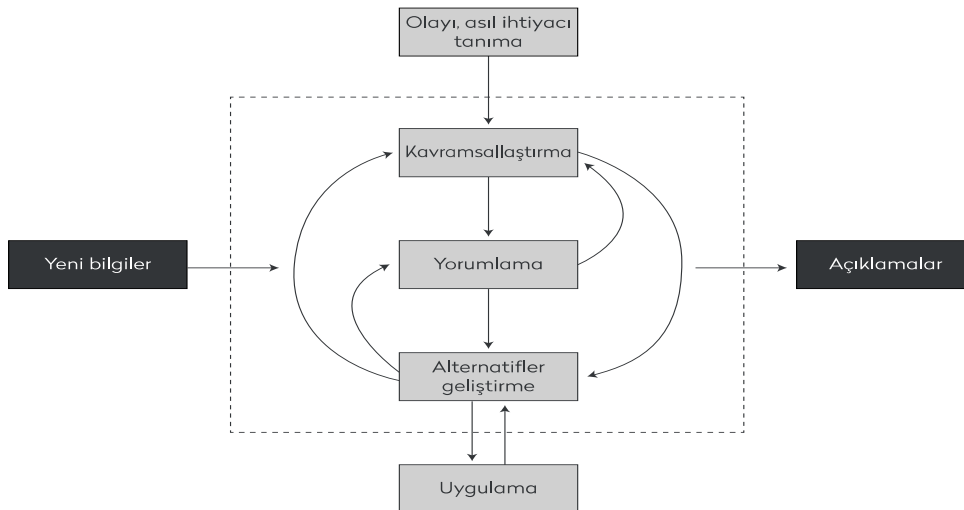 Olayı, asıl ihtiyacı
tanıma
Kavramsallaştırma
Yeni bilgiler
Yorumlama
Açıklamalar
Alternatifler
geliştirme
Uygulama